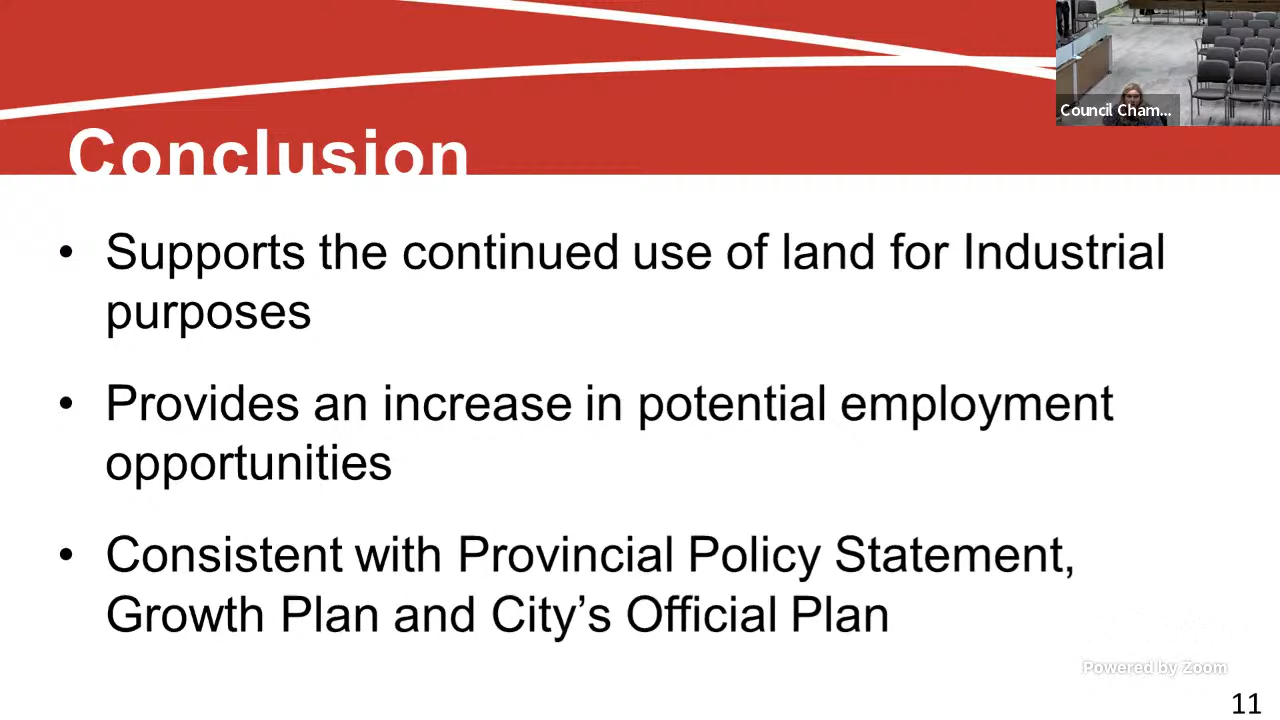 Council Cham...
Conclusion
• Supports the continued use of land for Industrial
purposes
• Provides an increase in potential employment
opportunities
• Consistent with Provincial Policy Statement,
Growth Plan and City’s Official Plan
Powered by Zoom
11